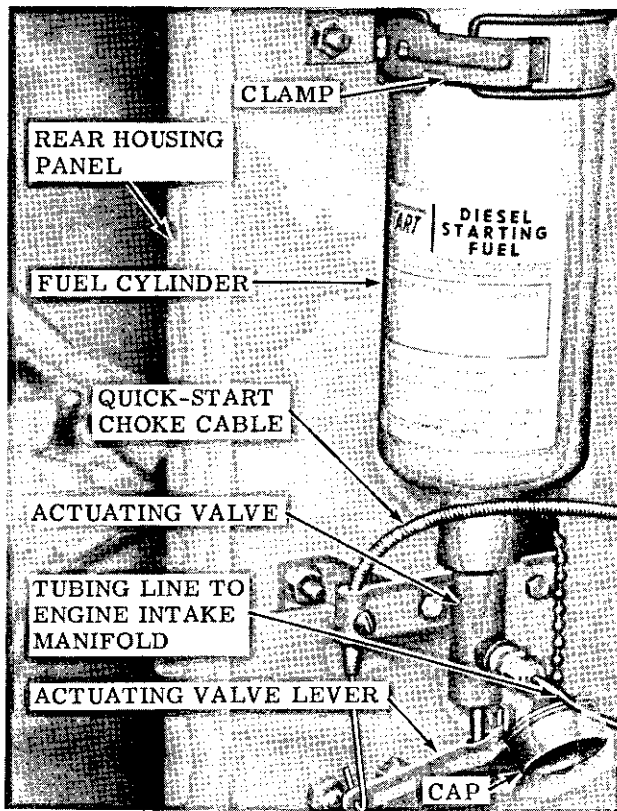 CLAMP
REAR HOUSING
PANEL
START
DIESEL
STARTING
FUEL
FUEL CYLINDER
QUICK-START
CHOKE CABLE
ACTUATING VALVE
TUBING LINE TO
ENGINE INTAKE
MANIFOLD
ACTUATING VALVE LEVER
CAP